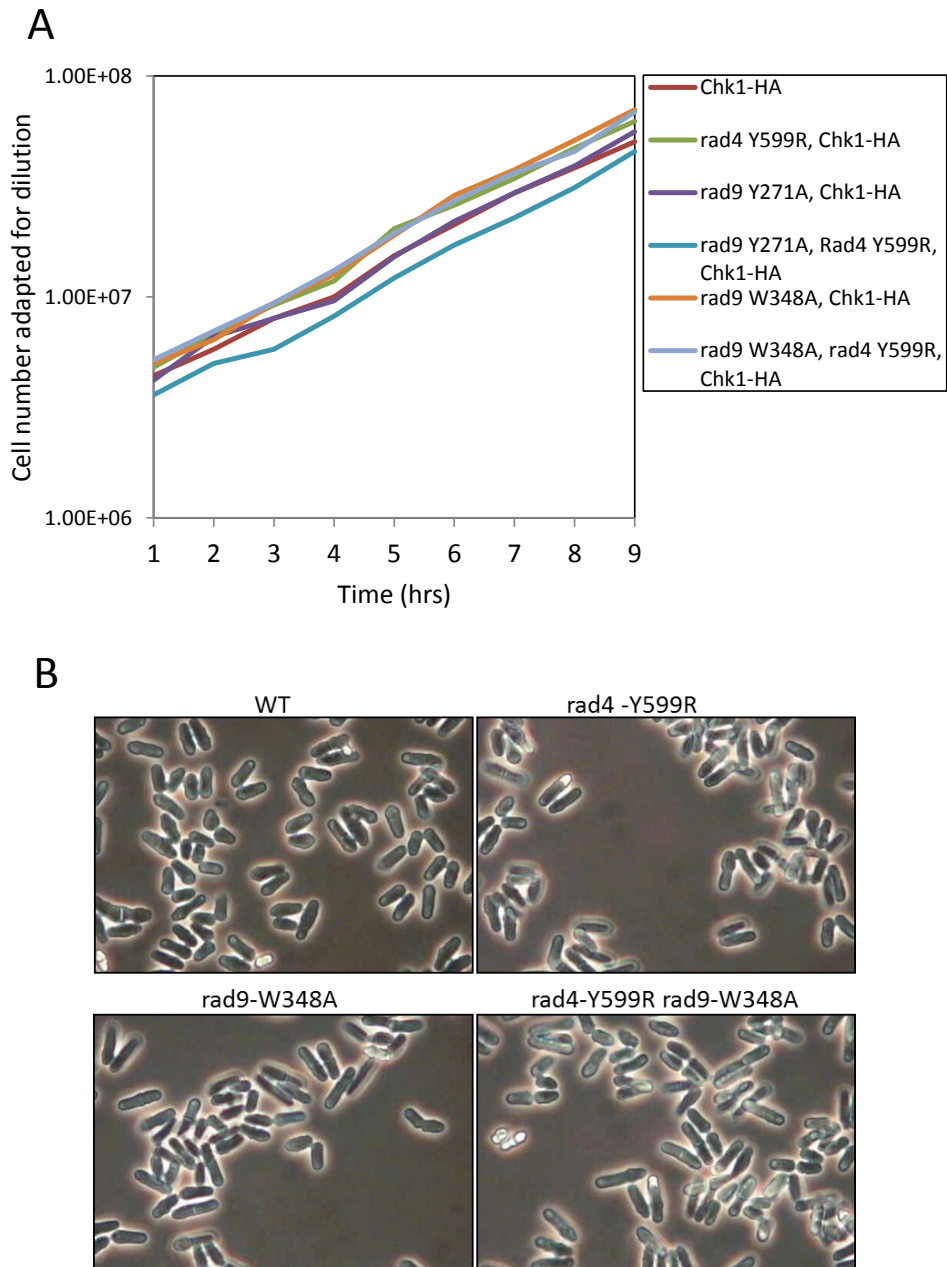 A
1.00E+08
1.00E+07
1.00E+06
Cell number adapted for dilution
1 2 3 4 5 6 7 8 9
Time (hrs)
Chk1-HA
rad4 Y599R, Chk1-HA
rad9 Y271A, Chk1-HA
rad9 Y271A, Rad4 Y599R,
Chk1-HA
rad9 W348A, Chk1-HA
rad9 W348A, rad4 Y599R,
Chk1-HA
B
WT
rad4 -Y599R
rad9-W348A
rad4-Y599R rad9-W348A